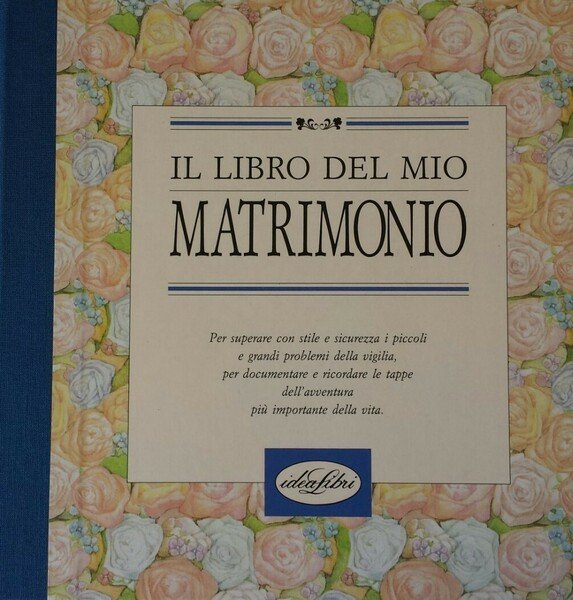 IL LIBRO DEL MIO
MATRIMONIO
Per superare con stile e sicurezza i piccoli
e grandi problemi della vigilia,
per documentare e ricordare le tappe
dell'avventura
più importante della vita.
ideaLibri